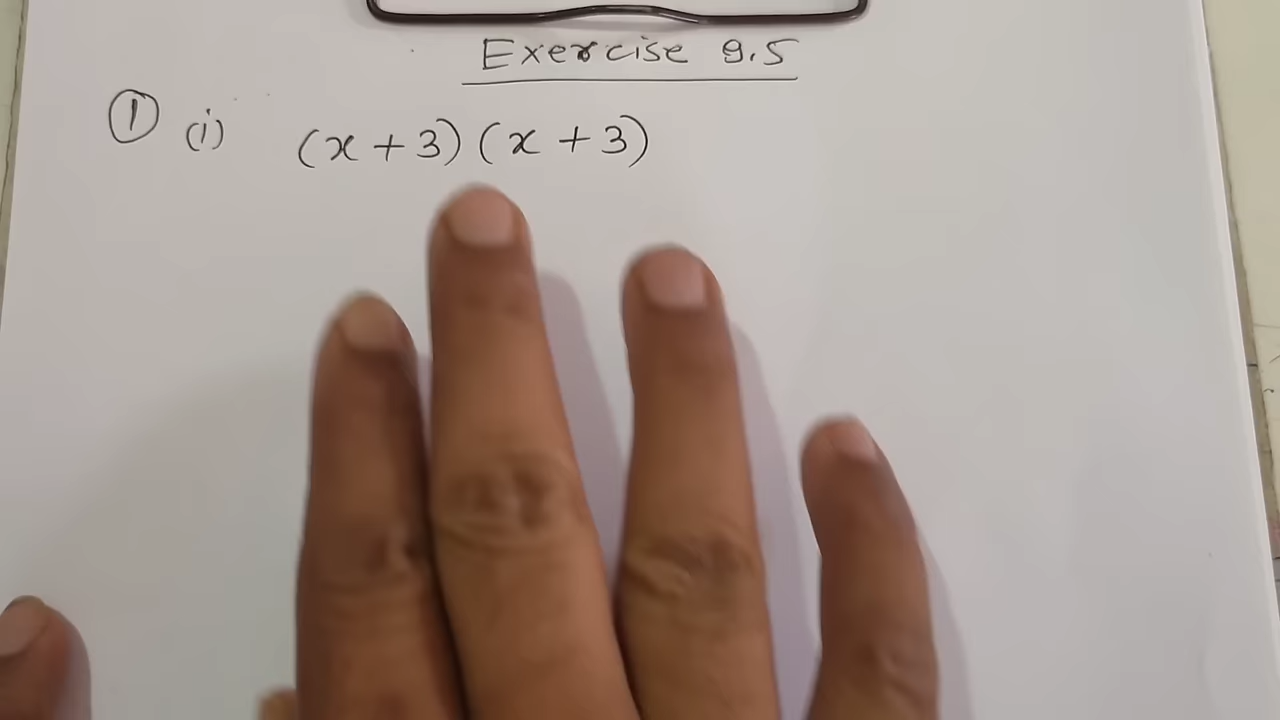 Exercise 9.5
① (i) (x + 3) (x + 3)